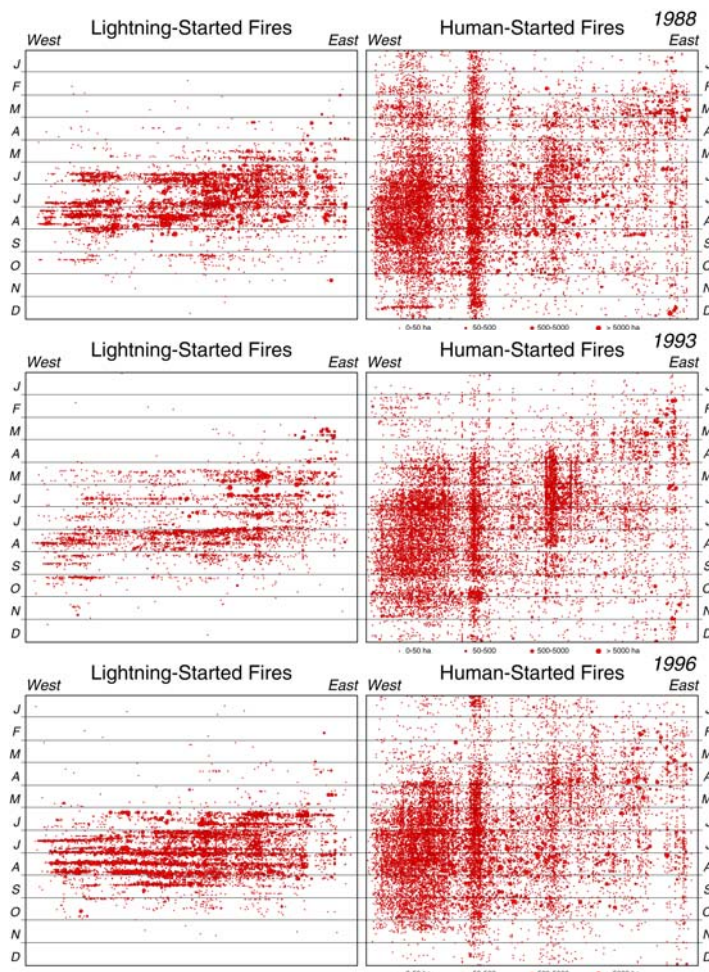 1988
Lightning-Started Fires Human-Started Fires
West East West East
J J
F F
M M
A A
M M
J J
J J
A A
S S
O O
N N
D D
0-50 ha 50-500 500-5000 > 5000 ha
1993
Lightning-Started Fires Human-Started Fires
West East West East
J J
F F
M M
A A
M M
J J
J J
A A
S S
O O
N N
D D
0-50 ha 50-500 500-5000 > 5000 ha
1996
Lightning-Started Fires Human-Started Fires
West East West East
J J
F F
M M
A A
M M
J J
J J
A A
S S
O O
N N
D D